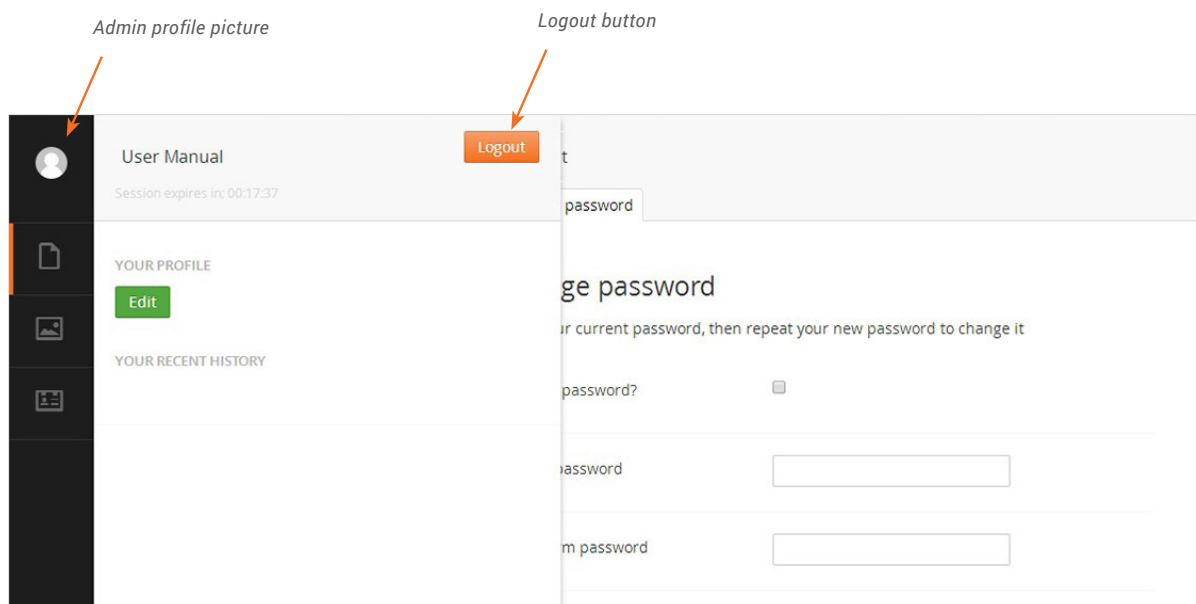 Admin profile picture
Logout button
User Manual
Logout
t
Session expires in: 00:17:37
password
YOUR PROFILE
Edit
ge password
ur current password, then repeat your new password to change it
YOUR RECENT HISTORY
password?
password
m password